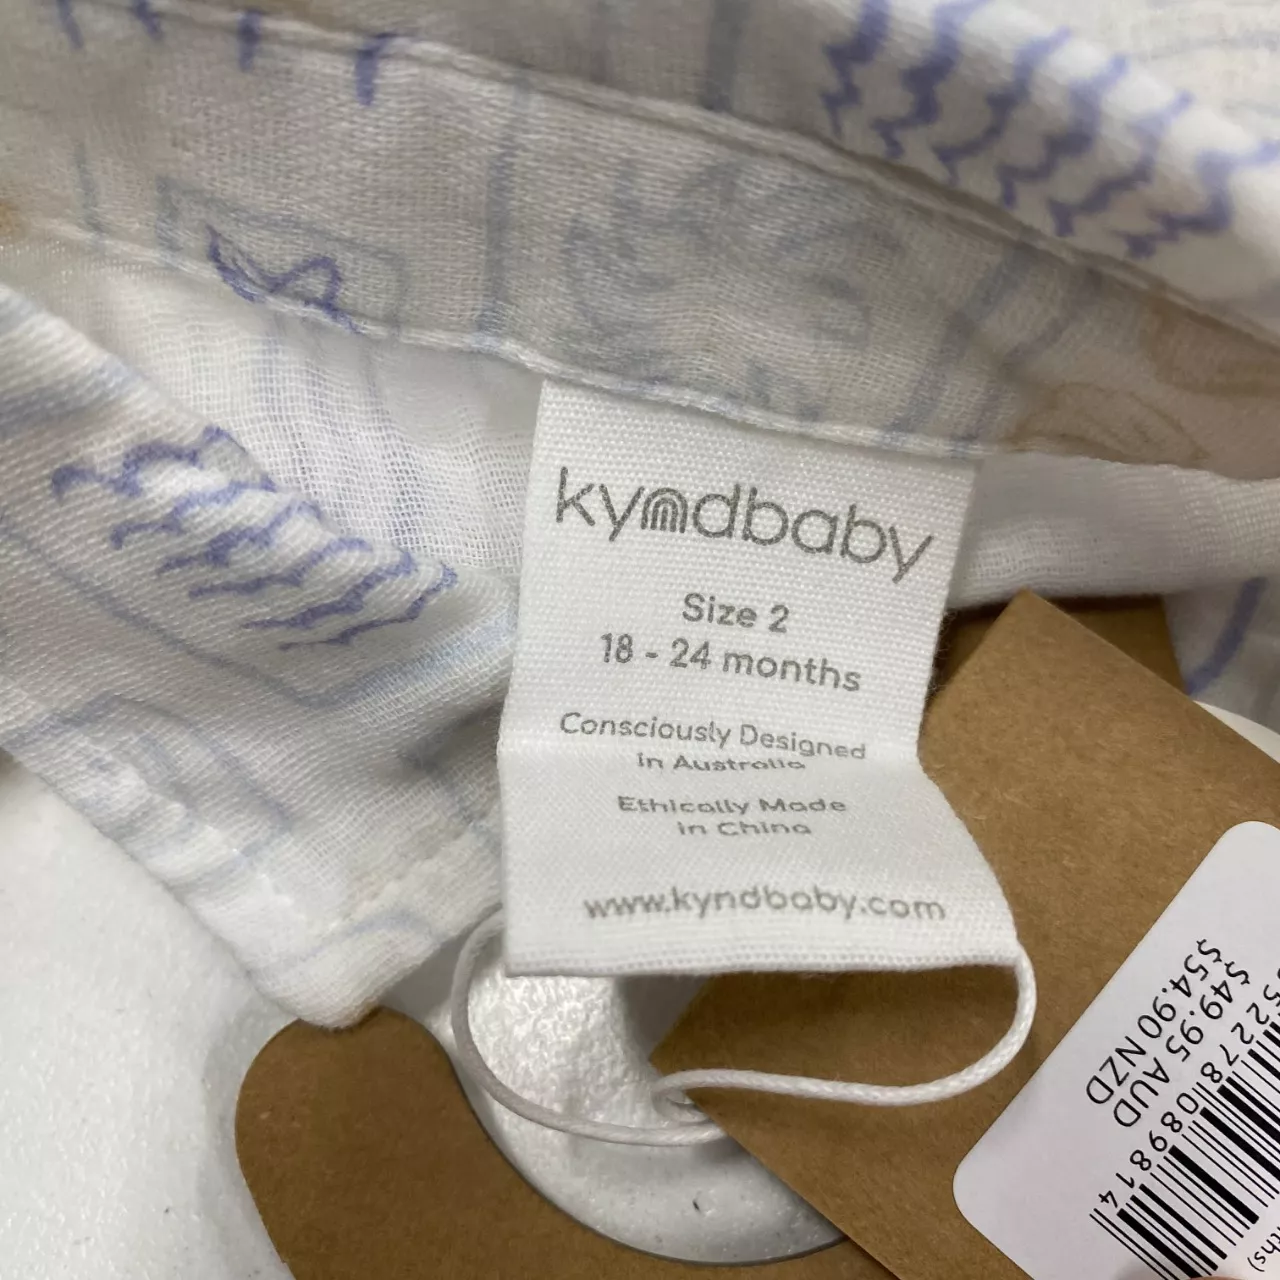 kyndbaby
Size 2
18 - 24 months
Consciously Designed
in Australia
Ethically Made
in China
www.kyndbaby.com
$49.95 AUD
$54.90 NZD